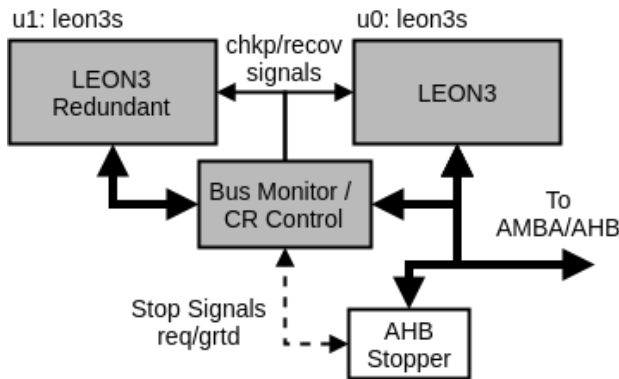 u1: leon3s
u0: leon3s
chkp/recov
signals
LEON3
Redundant
LEON3
Bus Monitor /
CR Control
To
AMBA/AHB
Stop Signals
req/grtd
AHB
Stopper